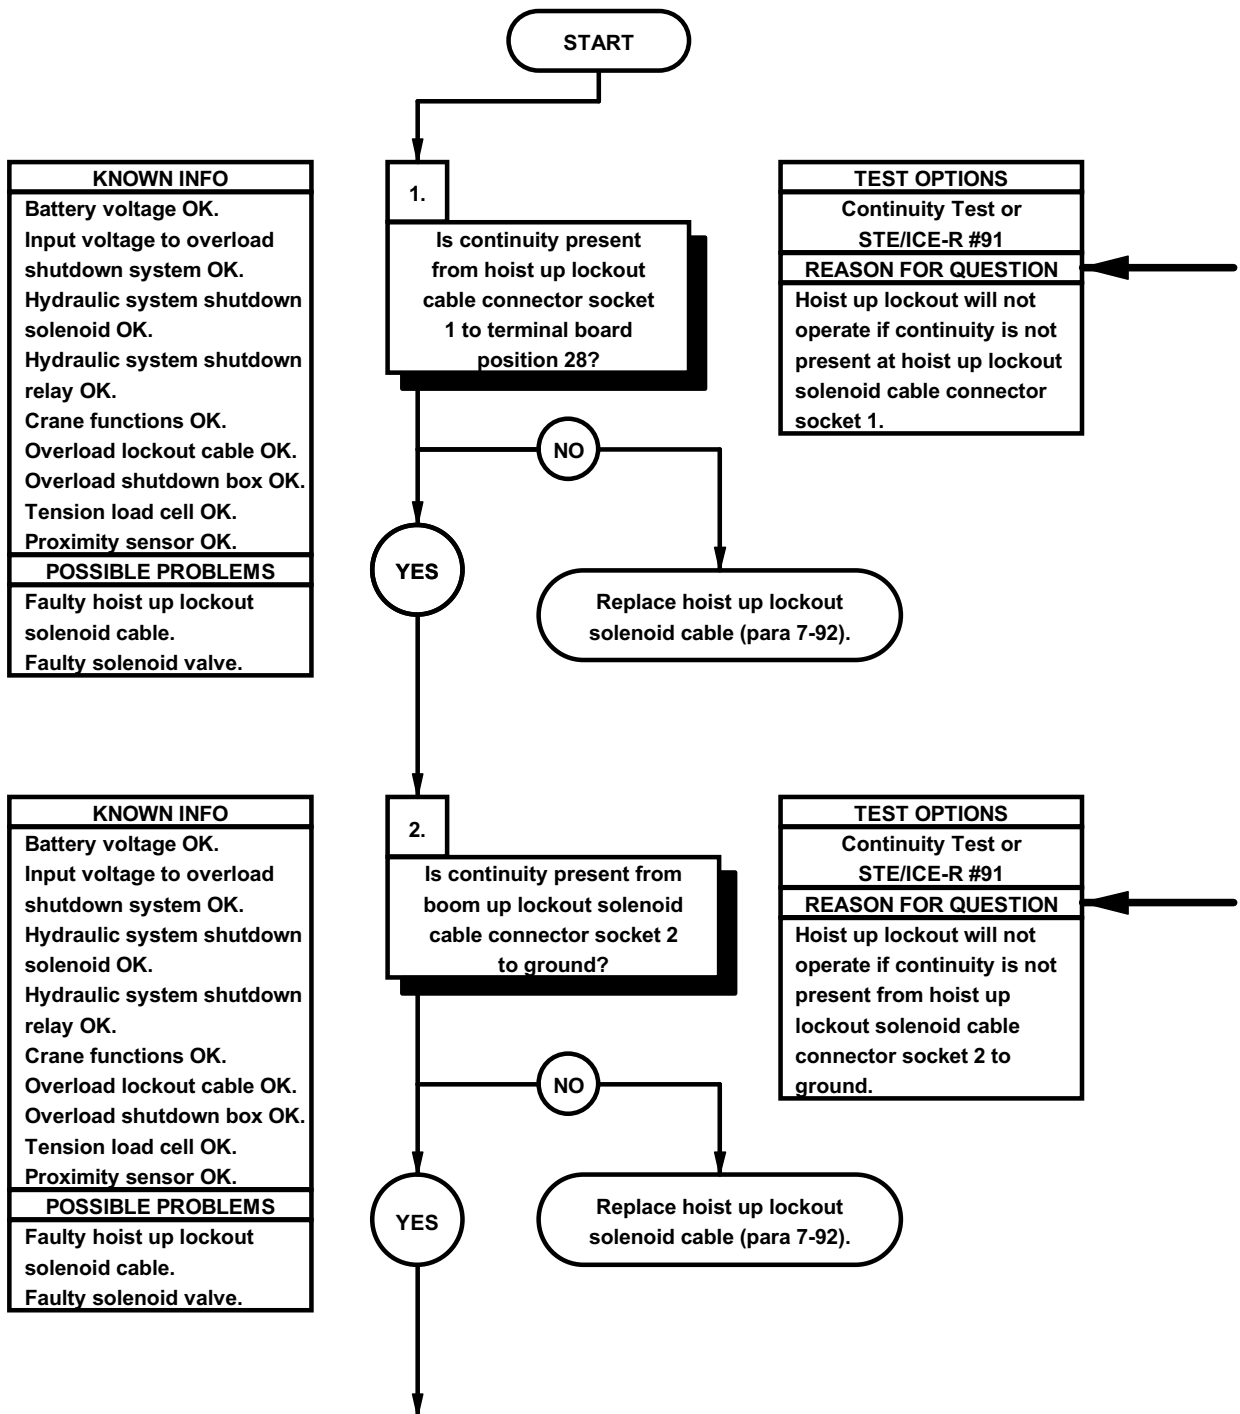 START
KNOWN INFO
Battery voltage OK.
Input voltage to overload
shutdown system OK.
Hydraulic system shutdown
solenoid OK.
Hydraulic system shutdown
relay OK.
Crane functions OK.
Overload lockout cable OK.
Overload shutdown box OK.
Tension load cell OK.
Proximity sensor OK.
POSSIBLE PROBLEMS
Faulty hoist up lockout
solenoid cable.
Faulty solenoid valve.
1.
Is continuity present
from hoist up lockout
cable connector socket
1 to terminal board
position 28?
NO
YES
Replace hoist up lockout
solenoid cable (para 7-92).
TEST OPTIONS
Continuity Test or
STE/ICE-R #91
REASON FOR QUESTION
Hoist up lockout will not
operate if continuity is not
present at hoist up lockout
solenoid cable connector
socket 1.
KNOWN INFO
Battery voltage OK.
Input voltage to overload
shutdown system OK.
Hydraulic system shutdown
solenoid OK.
Hydraulic system shutdown
relay OK.
Crane functions OK.
Overload lockout cable OK.
Overload shutdown box OK.
Tension load cell OK.
Proximity sensor OK.
POSSIBLE PROBLEMS
Faulty hoist up lockout
solenoid cable.
Faulty solenoid valve.
2.
Is continuity present from
boom up lockout solenoid
cable connector socket 2
to ground?
NO
YES
Replace hoist up lockout
solenoid cable (para 7-92).
TEST OPTIONS
Continuity Test or
STE/ICE-R #91
REASON FOR QUESTION
Hoist up lockout will not
operate if continuity is not
present from hoist up
lockout solenoid cable
connector socket 2 to
ground.